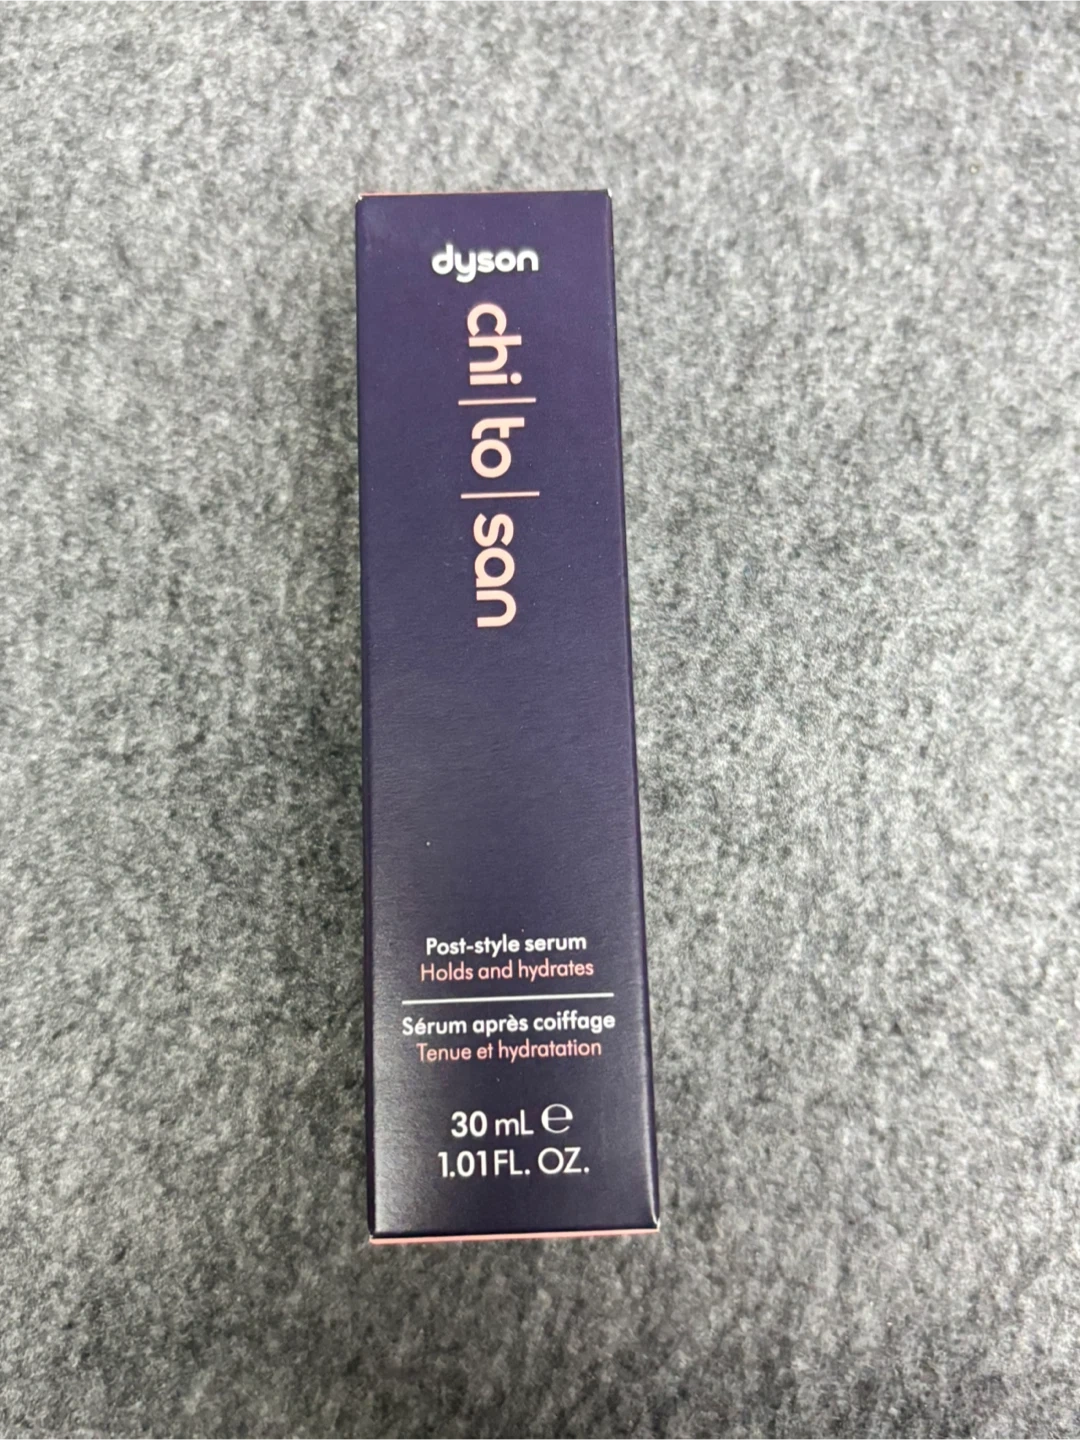 dyson
chi|to|san
Post-style serum
Holds and hydrates
Sérum après coiffage
Tenue et hydratation
30 mL ℮
1.01 FL. OZ.